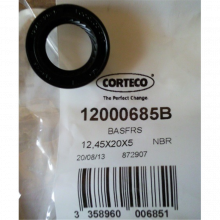 CORTECO
The Perfect Change
12000685B
BASFRS
12,45X20X5 NBR
20/08/13 872907
3 358960 006851